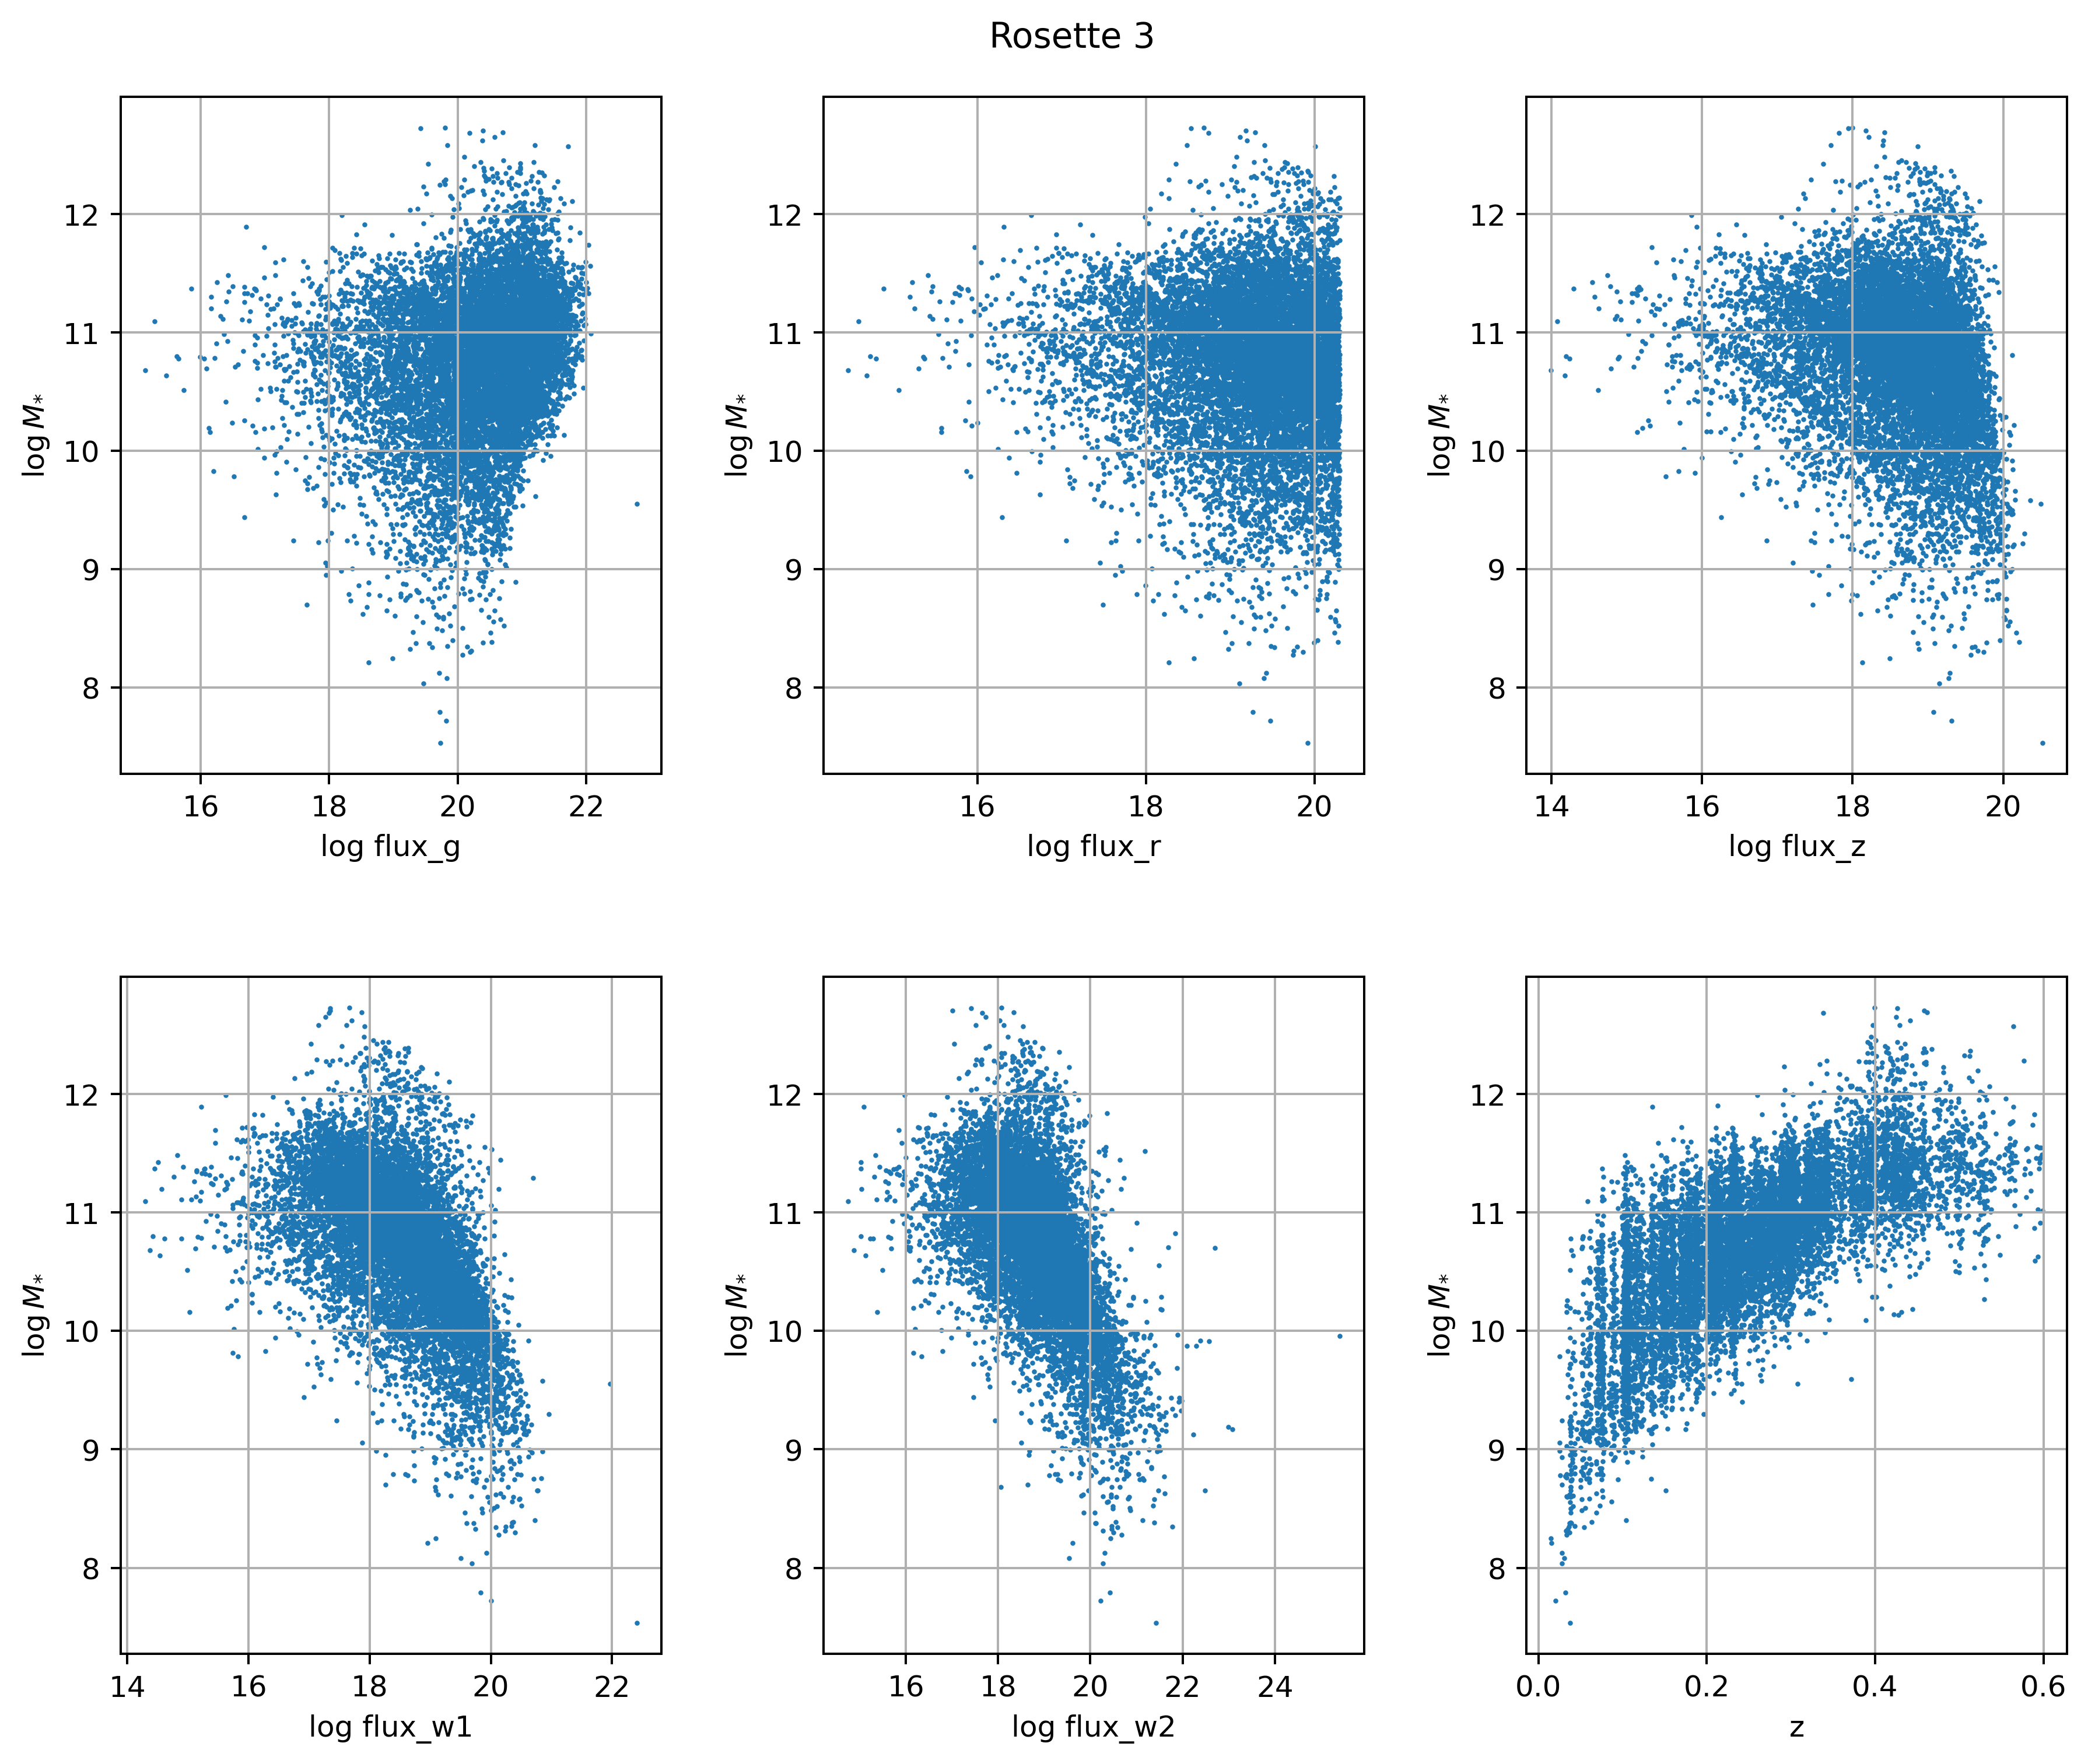 Rosette 3
12
11
10
9
8
log M*
16 18 20 22
log flux_g
12
11
10
9
8
log M*
16 18 20
log flux_r
12
11
10
9
8
log M*
14 16 18 20
log flux_z
12
11
10
9
8
log M*
14 16 18 20 22
log flux_w1
12
11
10
9
8
log M*
16 18 20 22 24
log flux_w2
12
11
10
9
8
log M*
0.0 0.2 0.4 0.6
z